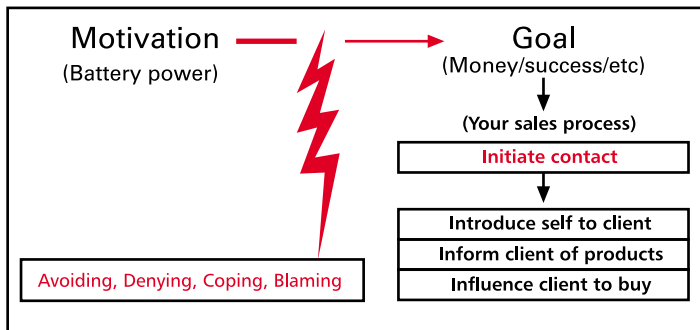 Motivation
(Battery power)
Goal
(Money/success/etc)
(Your sales process)
Initiate contact
Introduce self to client
Inform client of products
Influence client to buy
Avoiding, Denying, Coping, Blaming